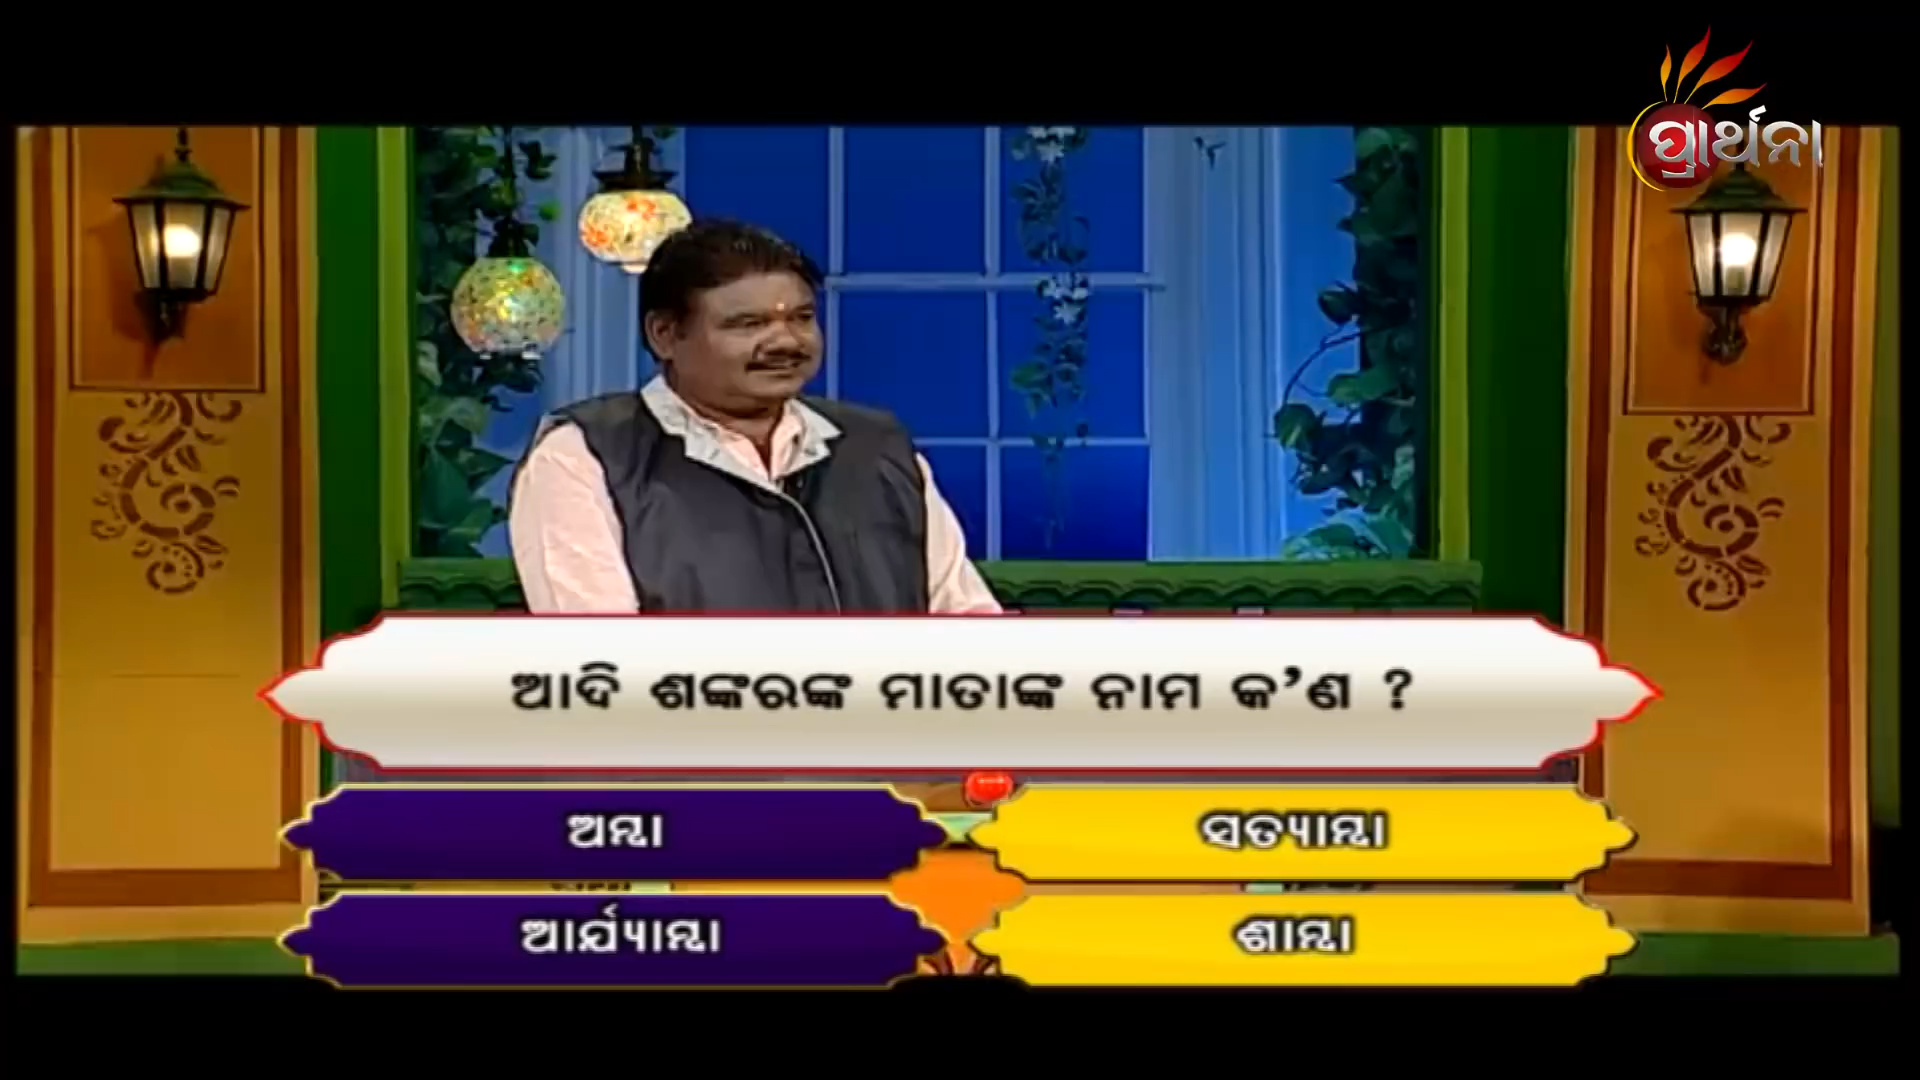 ପ୍ରାର୍ଥନା
ଆଦି ଶଙ୍କରଙ୍କ ମାତାଙ୍କ ନାମ କ’ଣ ?
ଅମ୍ଭା
ସତ୍ୟାମ୍ଭା
ଆର୍ଯ୍ୟାମ୍ଭା
ଶାମ୍ଭା